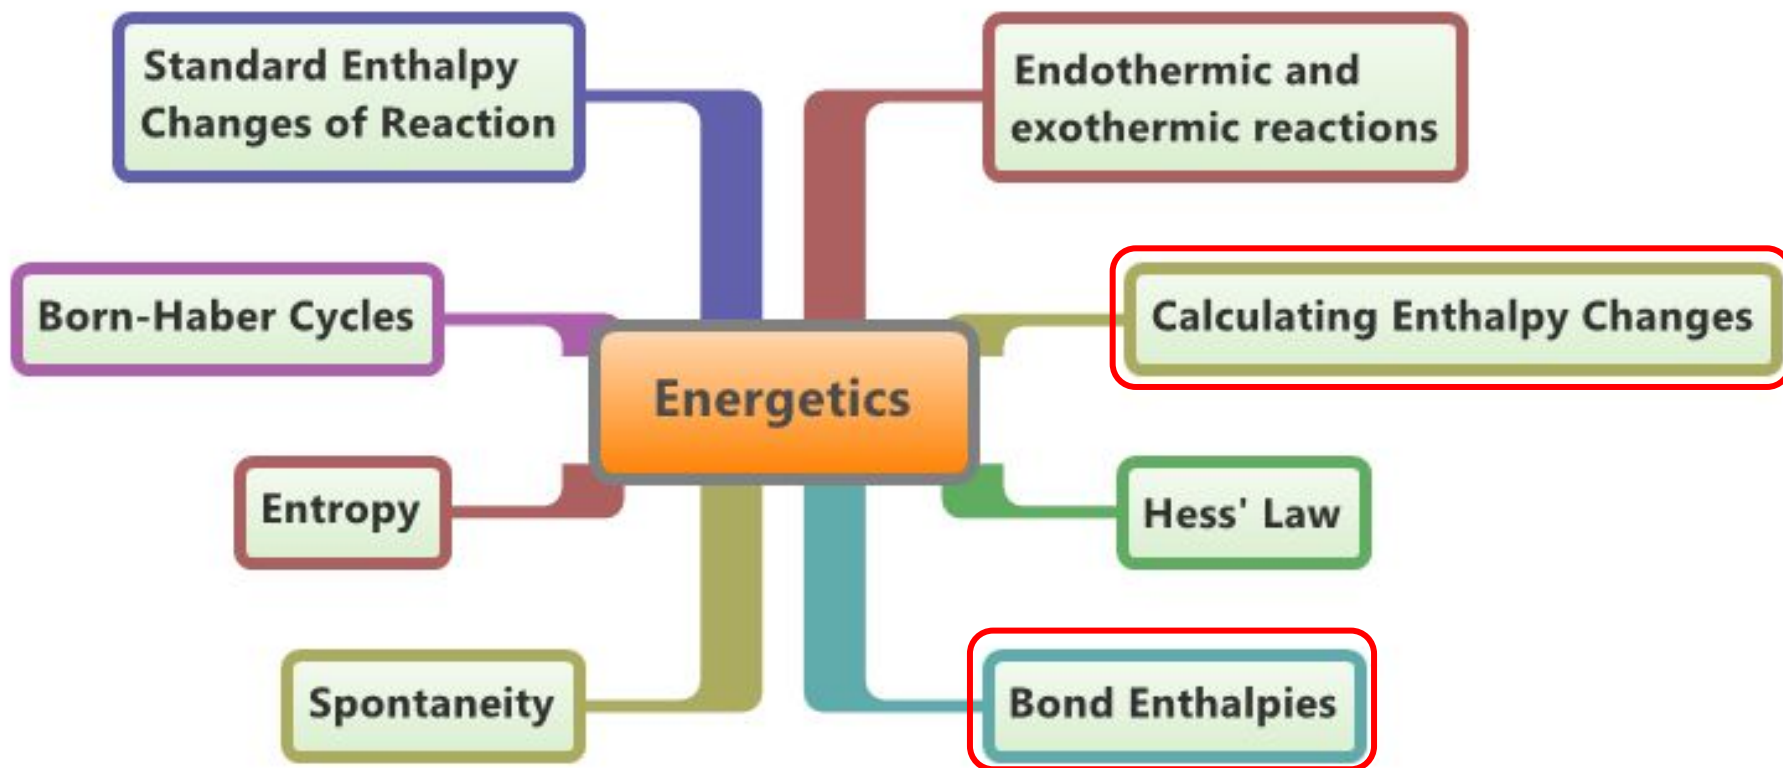 Standard Enthalpy
Changes of Reaction
Endothermic and
exothermic reactions
Born-Haber Cycles
Calculating Enthalpy Changes
Energetics
Entropy
Hess' Law
Spontaneity
Bond Enthalpies